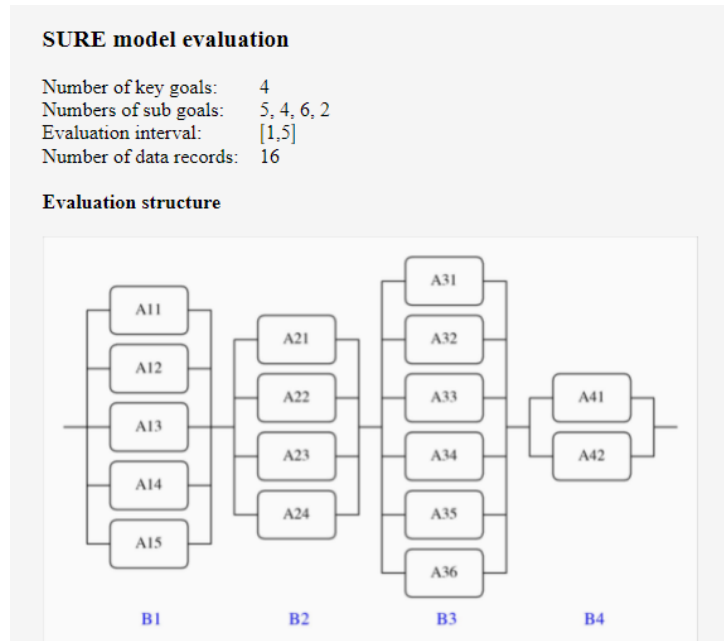 SURE model evaluation
Number of key goals: 4
Numbers of sub goals: 5, 4, 6, 2
Evaluation interval: [1,5]
Number of data records: 16
Evaluation structure
A11
A12
A13
A14
A15
A21
A22
A23
A24
A31
A32
A33
A34
A35
A36
A41
A42
B1 B2 B3 B4